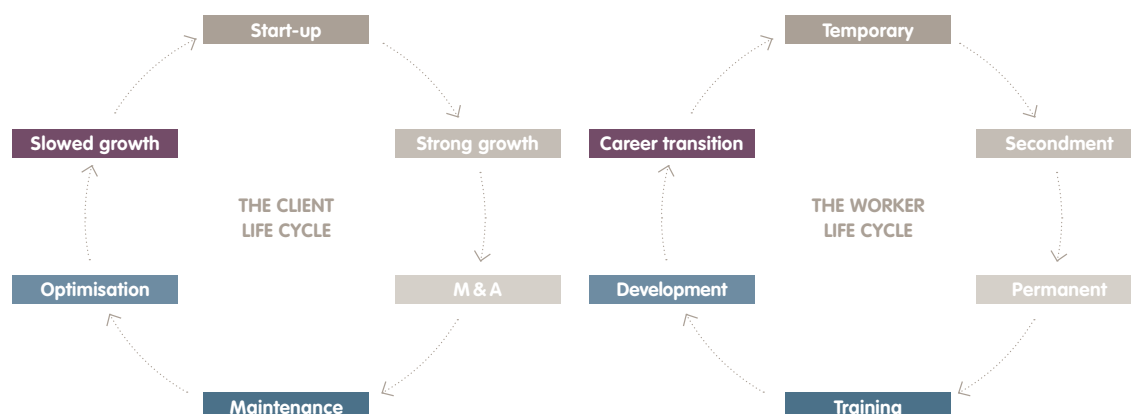 Start-up
Strong growth
M & A
Maintenance
Optimisation
Slowed growth
THE CLIENT
LIFE CYCLE
Temporary
Secondment
Permanent
Training
Development
Career transition
THE WORKER
LIFE CYCLE